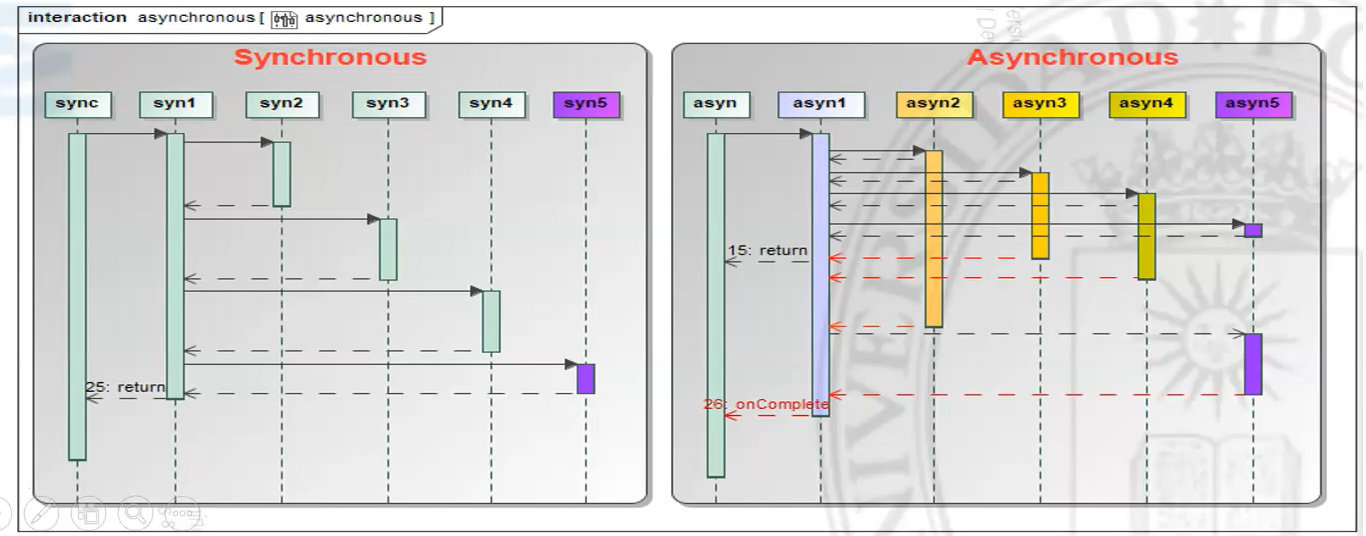 interaction asynchronous [ asynchronous ]
Synchronous
sync syn1 syn2 syn3 syn4 syn5
25: return
Asynchronous
asyn asyn1 asyn2 asyn3 asyn4 asyn5
15: return
26: onComplete